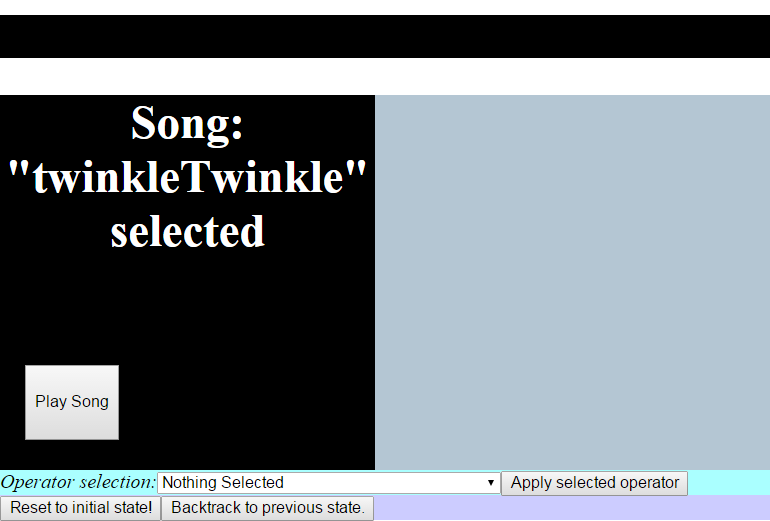 Song:
"twinkleTwinkle"
selected
Play Song
Operator selection: Nothing Selected Apply selected operator
Reset to initial state! Backtrack to previous state.